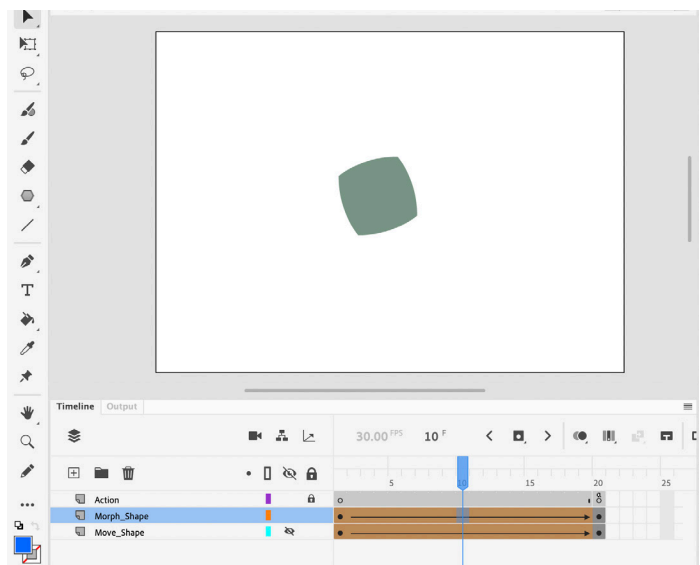 T
Timeline Output
30.00 FPS 10 F
5 10 15 20 25
Action
a
Morph_Shape
Move_Shape